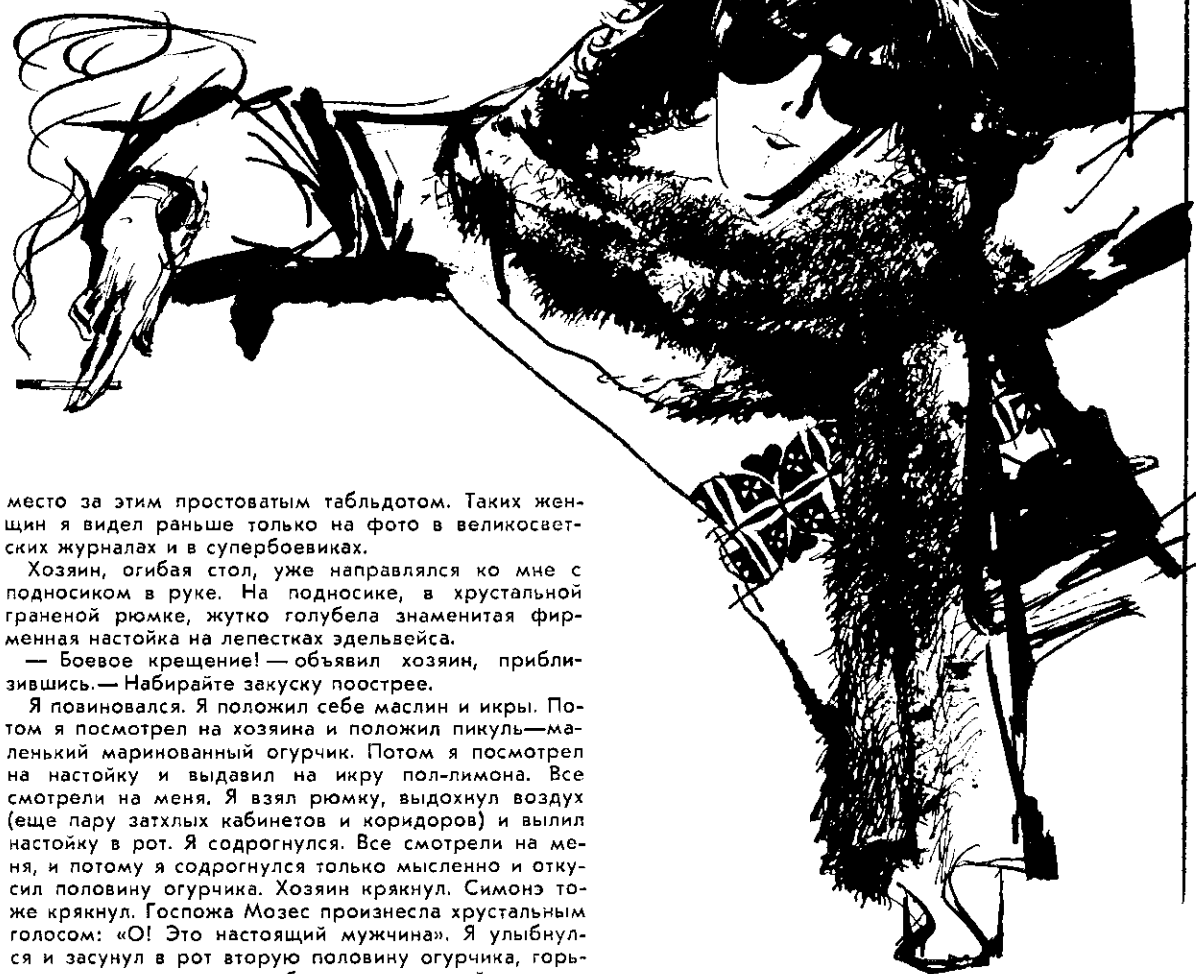 место за этим простоватым табльдотом. Таких жен-
щин я видел раньше только на фото в великосвет-
ских журналах и в супербоевиках.
Хозяин, огибая стол, уже направлялся ко мне с
подносиком в руке. На подносике, в хрустальной
граненой рюмке, жутко голубела знаменитая фир-
менная настойка на лепестках эдельвейса.
— Боевое крещение! — объявил хозяин, прибли-
зившись.— Набирайте закуску поострее.
Я повиновался. Я положил себе маслин и икры. По-
том я посмотрел на хозяина и положил пикуль—ма-
ленький маринованный огурчик. Потом я посмотрел
на настойку и выдавил на икру пол-лимона. Все
смотрели на меня. Я взял рюмку, выдохнул воздух
(еще пару затхлых кабинетов и коридоров) и вылил
настойку в рот. Я содрогнулся. Все смотрели на ме-
ня, и потому я содрогнулся только мысленно и отку-
сил половину огурчика. Хозяин крякнул. Симонэ то-
же крякнул. Госпожа Мозес произнесла хрустальным
голосом: «О! Это настоящий мужчина». Я улыбнул-
ся и засунул в рот вторую половину огурчика, горь-